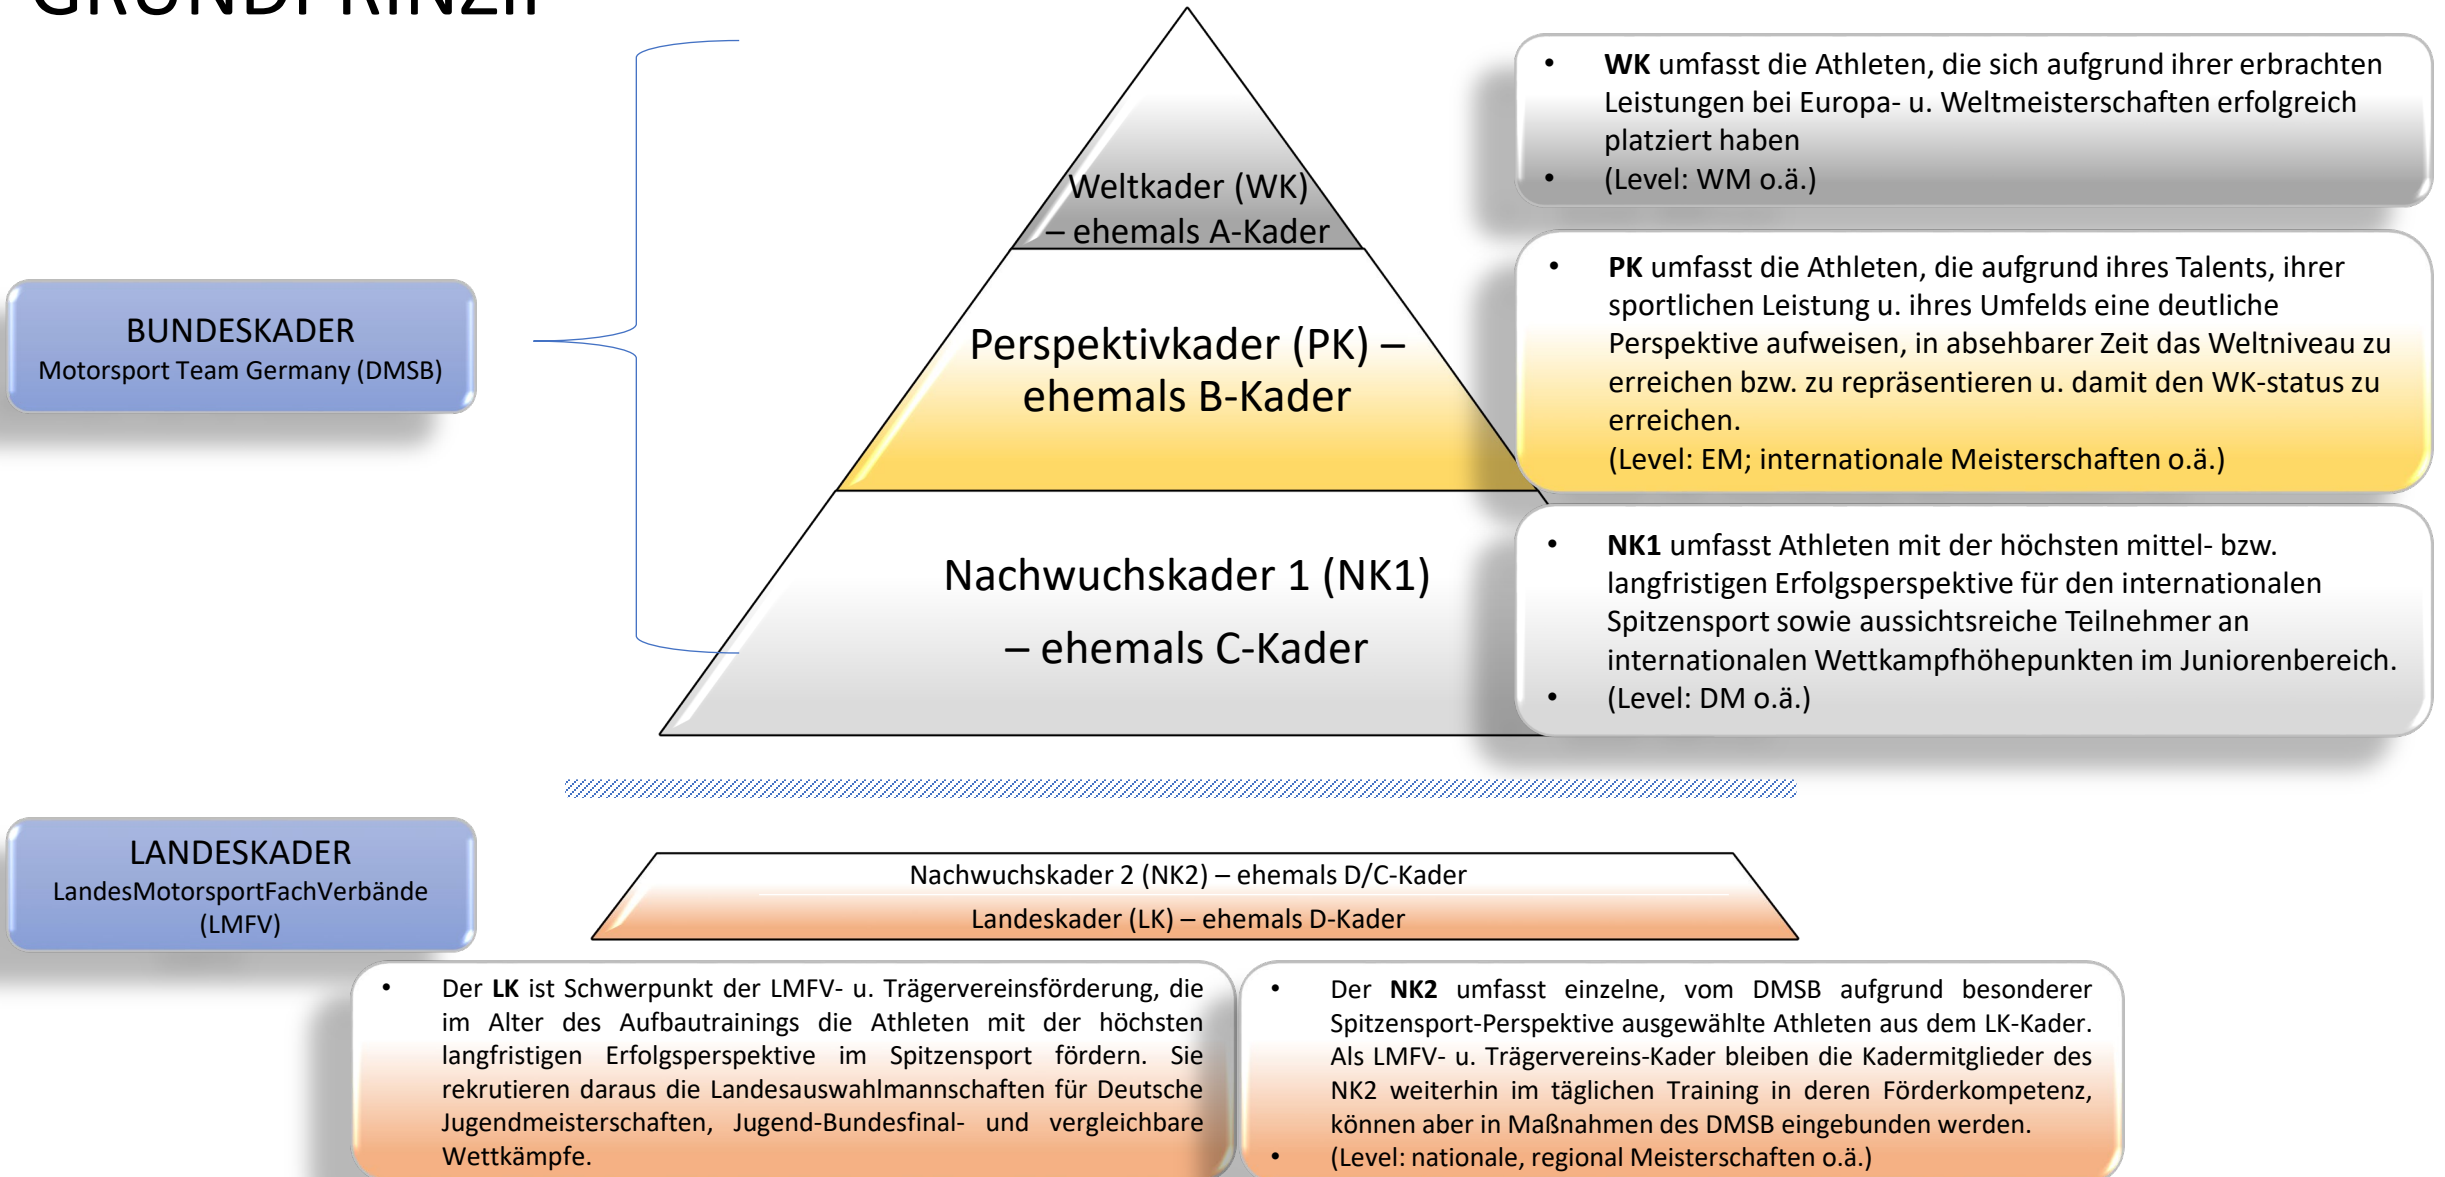 GRUNDPRINZIP
Weltkader (WK)
– ehemals A-Kader
Perspektivkader (PK) –
ehemals B-Kader
Nachwuchskader 1 (NK1)
– ehemals C-Kader
• WK umfasst die Athleten, die sich aufgrund ihrer erbrachten
Leistungen bei Europa- u. Weltmeisterschaften erfolgreich
platziert haben
• (Level: WM o.ä.)
• PK umfasst die Athleten, die aufgrund ihres Talents, ihrer
sportlichen Leistung u. ihres Umfelds eine deutliche
Perspektive aufweisen, in absehbarer Zeit das Weltniveau zu
erreichen bzw. zu repräsentieren u. damit den WK-status zu
erreichen.
(Level: EM; internationale Meisterschaften o.ä.)
• NK1 umfasst Athleten mit der höchsten mittel- bzw.
langfristigen Erfolgsperspektive für den internationalen
Spitzensport sowie aussichtsreiche Teilnehmer an
internationalen Wettkampfhöhepunkten im Juniorenbereich.
• (Level: DM o.ä.)
BUNDESKADER
Motorsport Team Germany (DMSB)
LANDESKADER
LandesMotorsportFachVerbände
(LMFV)
Nachwuchskader 2 (NK2) – ehemals D/C-Kader
Landeskader (LK) – ehemals D-Kader
• Der LK ist Schwerpunkt der LMFV- u. Trägervereinsförderung, die
im Alter des Aufbautrainings die Athleten mit der höchsten
langfristigen Erfolgsperspektive im Spitzensport fördern. Sie
rekrutieren daraus die Landesauswahlmannschaften für Deutsche
Jugendmeisterschaften, Jugend-Bundesfinal- und vergleichbare
Wettkämpfe.
• Der NK2 umfasst einzelne, vom DMSB aufgrund besonderer
Spitzensport-Perspektive ausgewählte Athleten aus dem LK-Kader.
Als LMFV- u. Trägervereins-Kader bleiben die Kadermitglieder des
NK2 weiterhin im täglichen Training in deren Förderkompetenz,
können aber in Maßnahmen des DMSB eingebunden werden.
• (Level: nationale, regional Meisterschaften o.ä.)